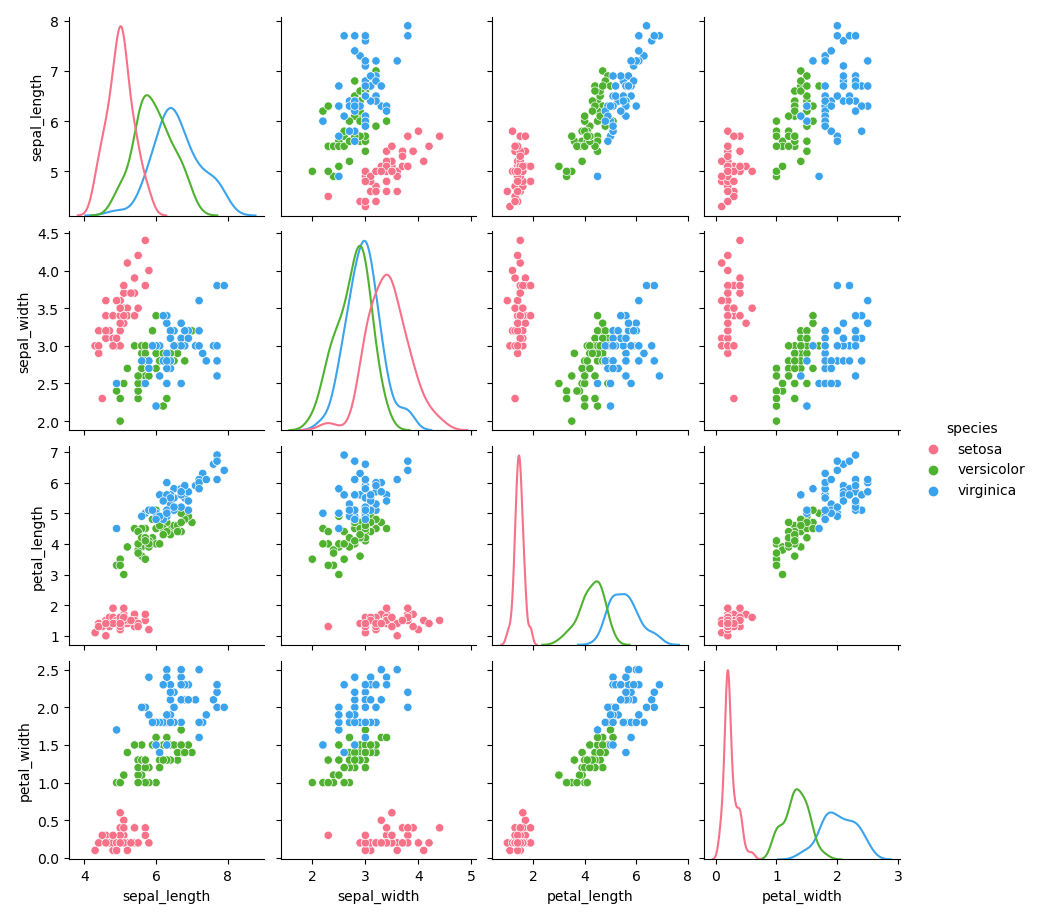 8
7
6
5
sepal_length
4.5
4.0
3.5
3.0
2.5
2.0
sepal_width
species
setosa
versicolor
virginica
7
6
5
4
3
2
1
petal_length
2.5
2.0
1.5
1.0
0.5
0.0
petal_width
4 6 8 2 3 4 5 2 4 6 8 0 1 2 3
sepal_length sepal_width petal_length petal_width